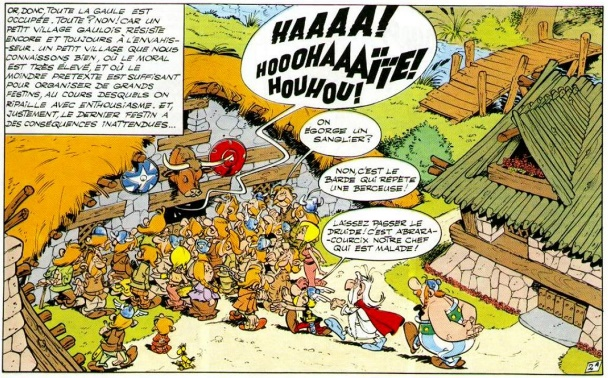 OR, DONC, TOUTE LA GAULE EST
OCCUPÉE. TOUTE ? NON ! CAR UN
PETIT VILLAGE GAULOIS RÉSISTE
ENCORE ET TOUJOURS À L'ENVAHIS-
SEUR. UN PETIT VILLAGE QUE NOUS
CONNAISSONS BIEN, OÙ LE MORAL
EST TRÈS ÉLEVÉ, ET OÙ LE
MOINDRE PRETEXTE EST SUFFISANT
POUR ORGANISER DE GRANDS
FESTINS, AU COURS DESQUELS ON
RIPAILLE AVEC ENTHOUSIASME. ET,
JUSTEMENT, LE DERNIER FESTIN A
DES CONSÉQUENCES INATTENDUES...
HAAAA!
HOOOHAAAÏÏÏE!
HOUHOU!
ON
ÉGORGE UN
SANGLIER ?
NON, C'EST LE
BARDE QUI RÉPÈTE
UNE BERCEUSE !
LAISSEZ PASSER LE
DRUIDE ! C'EST ABRARA-
COURCIX NOTRE CHEF
QUI EST MALADE !